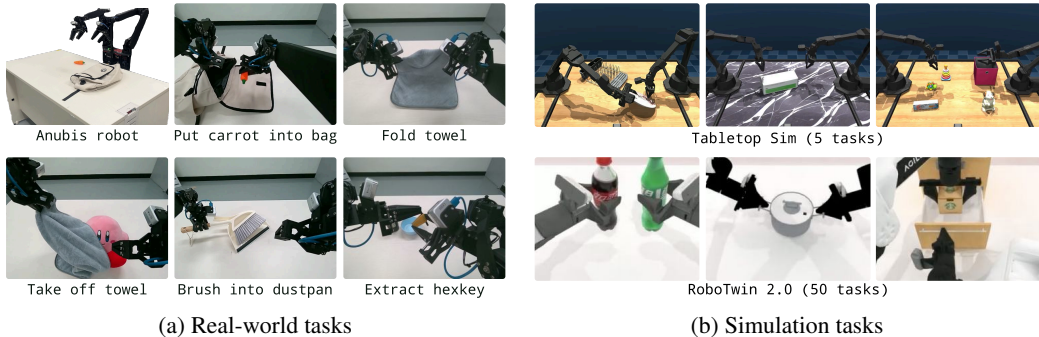 Anubis robot
Put carrot into bag
Fold towel
Tabletop Sim (5 tasks)
Take off towel
Brush into dustpan
Extract hexkey
RoboTwin 2.0 (50 tasks)
(a) Real-world tasks
(b) Simulation tasks